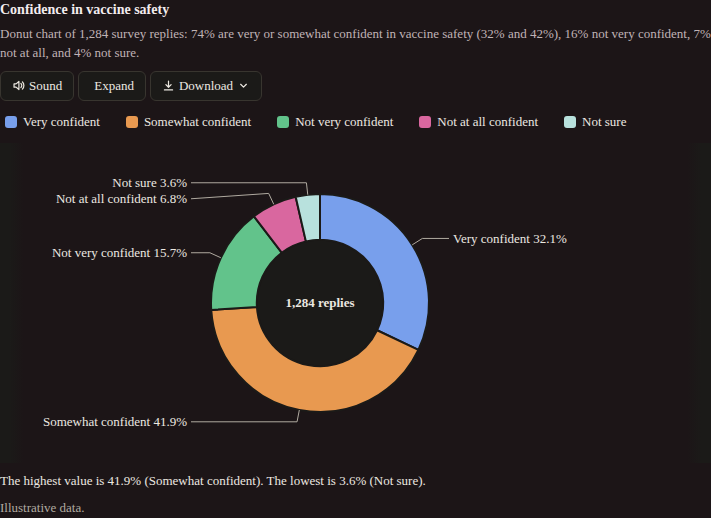 Confidence in vaccine safety
Donut chart of 1,284 survey replies: 74% are very or somewhat confident in vaccine safety (32% and 42%), 16% not very confident, 7%
not at all, and 4% not sure.
Sound Expand Download
Very confident Somewhat confident Not very confident Not at all confident Not sure
Not sure 3.6%
Not at all confident 6.8%
Very confident 32.1%
Not very confident 15.7%
1,284 replies
Somewhat confident 41.9%
The highest value is 41.9% (Somewhat confident). The lowest is 3.6% (Not sure).
Illustrative data.